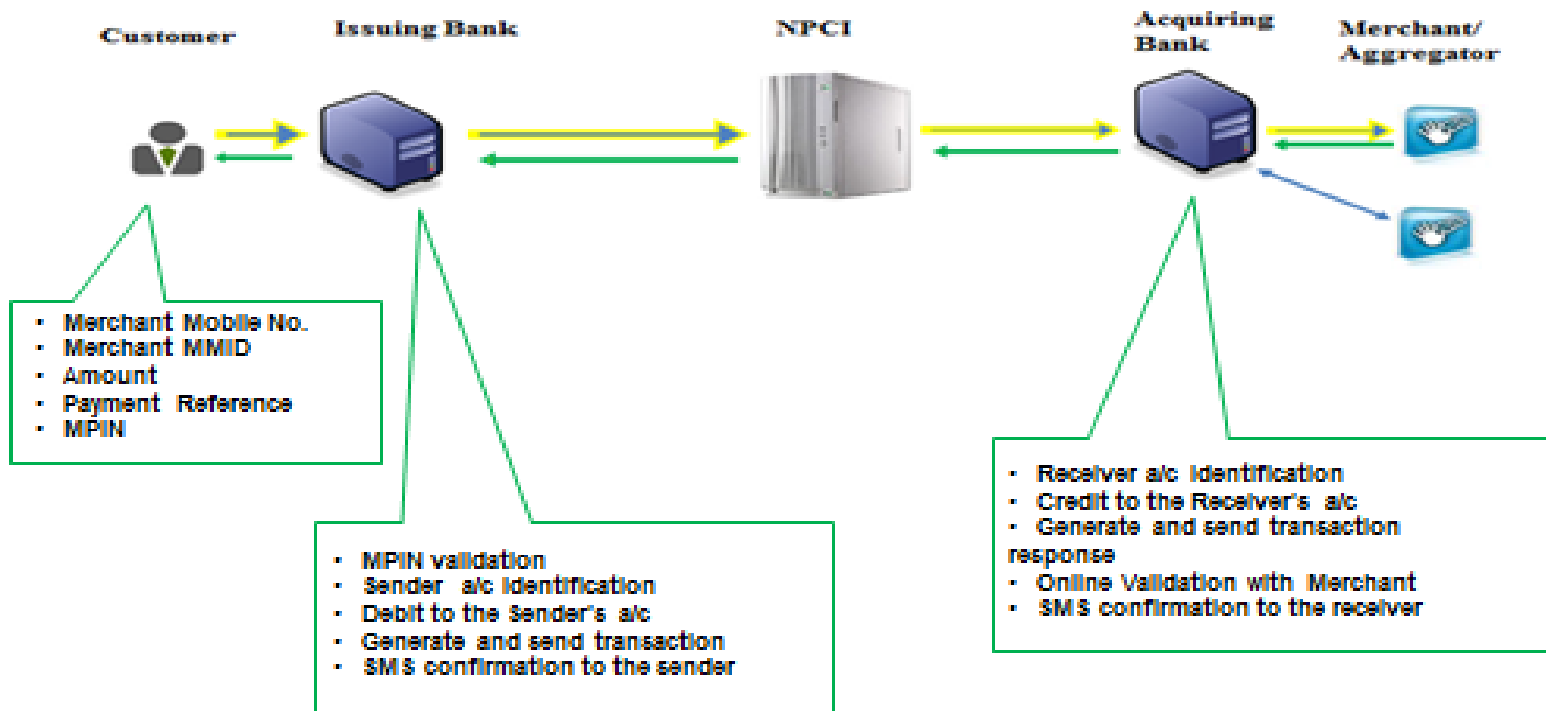 Customer
Issuing Bank
NPCI
Acquiring
Bank
Merchant/
Aggregator
• Merchant Mobile No.
• Merchant MMID
• Amount
• Payment Reference
• MPIN
• MPIN validation
• Sender a/c identification
• Debit to the Sender's a/c
• Generate and send transaction
• SMS confirmation to the sender
• Receiver a/c identification
• Credit to the Receiver's a/c
• Generate and send transaction
response
• Online Validation with Merchant
• SMS confirmation to the receiver